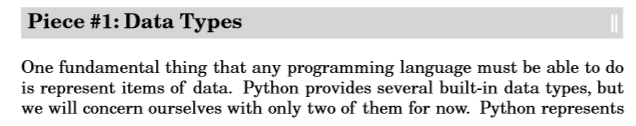 Piece #1: Data Types
One fundamental thing that any programming language must be able to do
is represent items of data. Python provides several built-in data types, but
we will concern ourselves with only two of them for now. Python represents